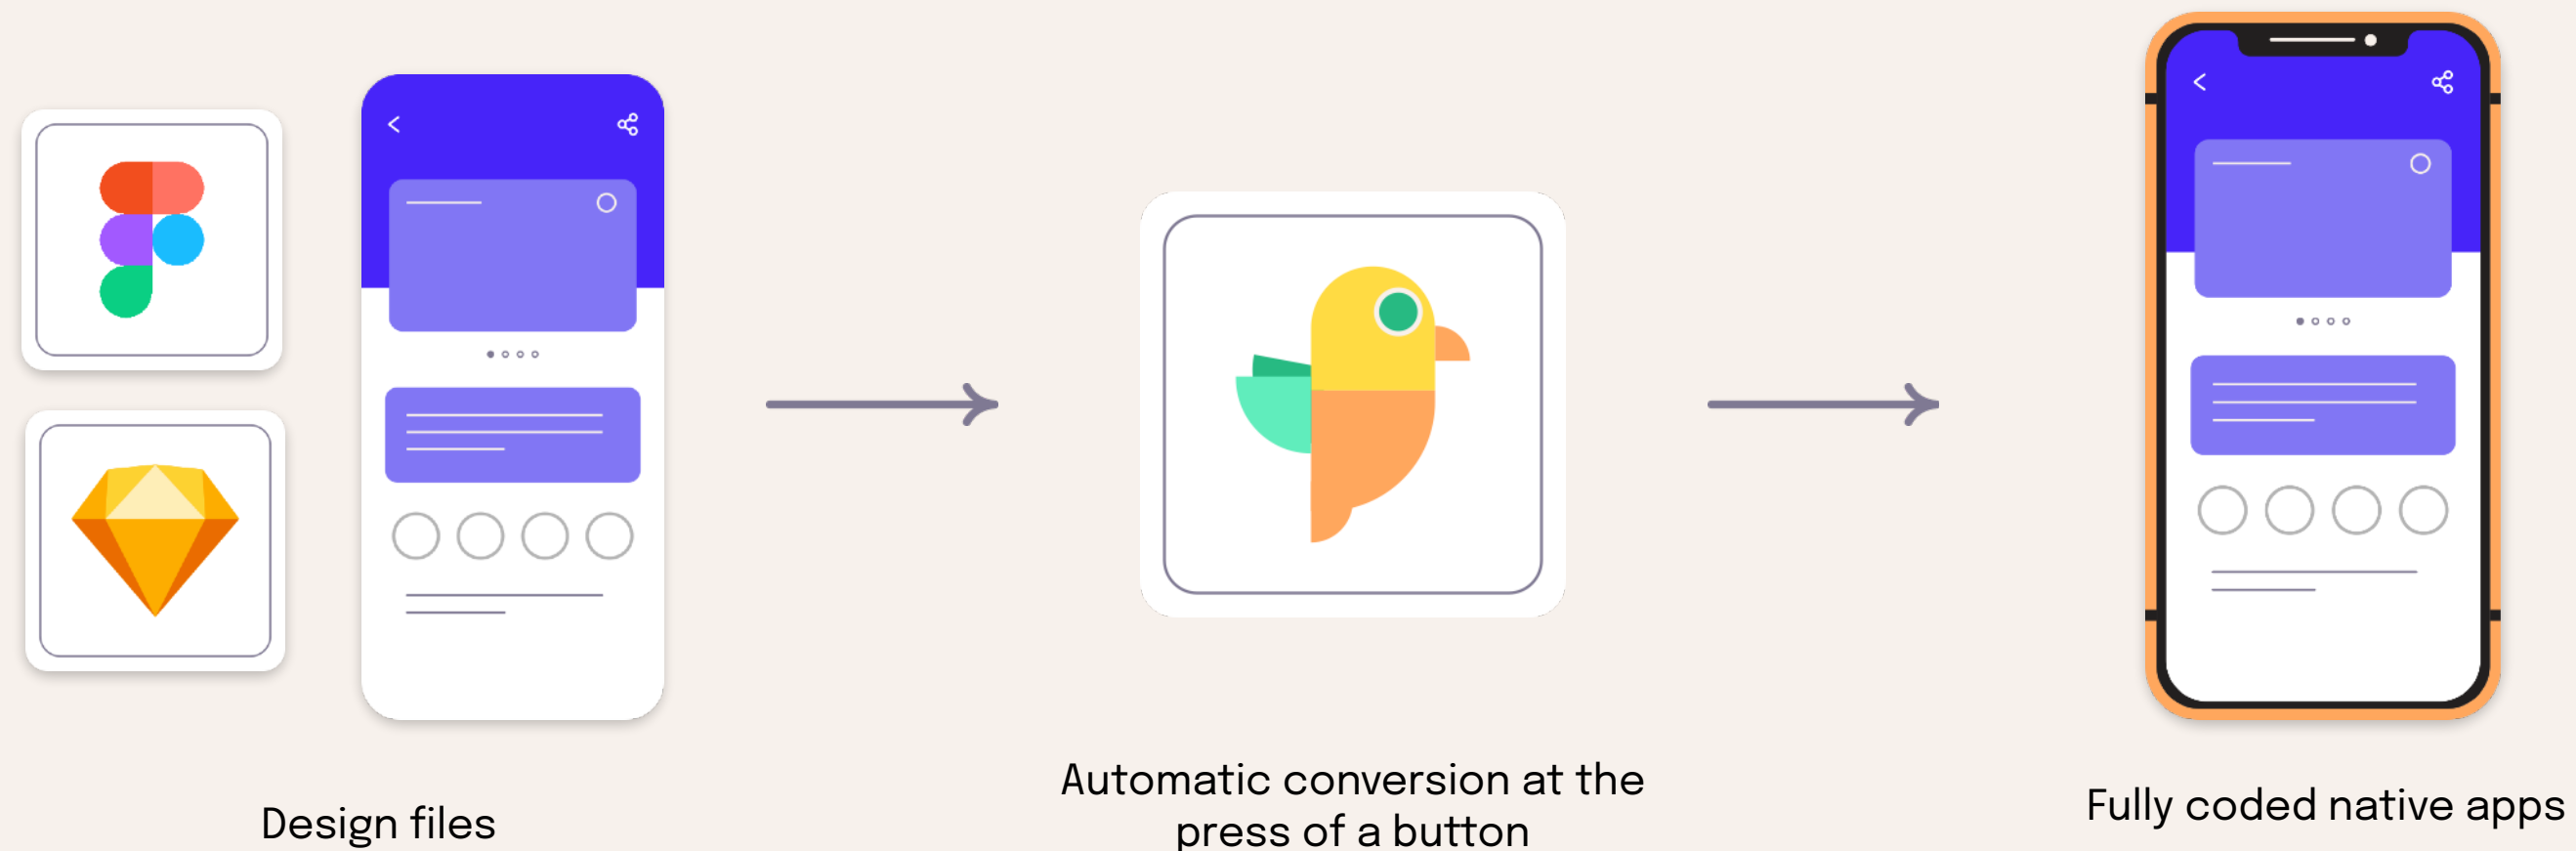 Design files
Automatic conversion at the
press of a button
Fully coded native apps